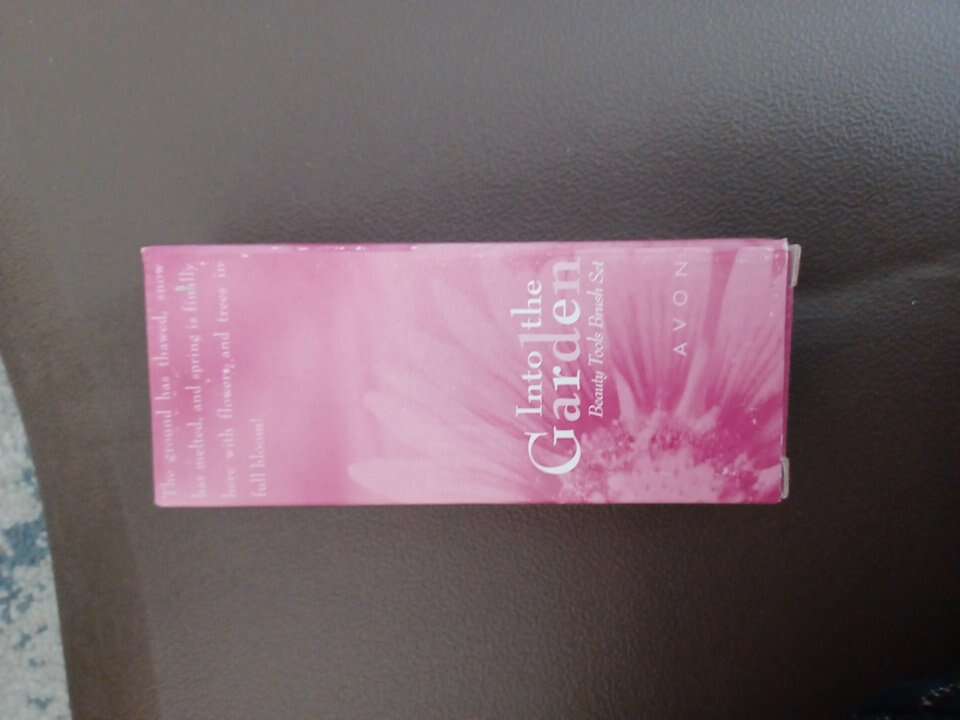 The ground has thawed, snow
has melted, and spring is finally
here with flowers and trees in
full bloom!
Into the
Garden
Beauty Tools Brush Set
AVON